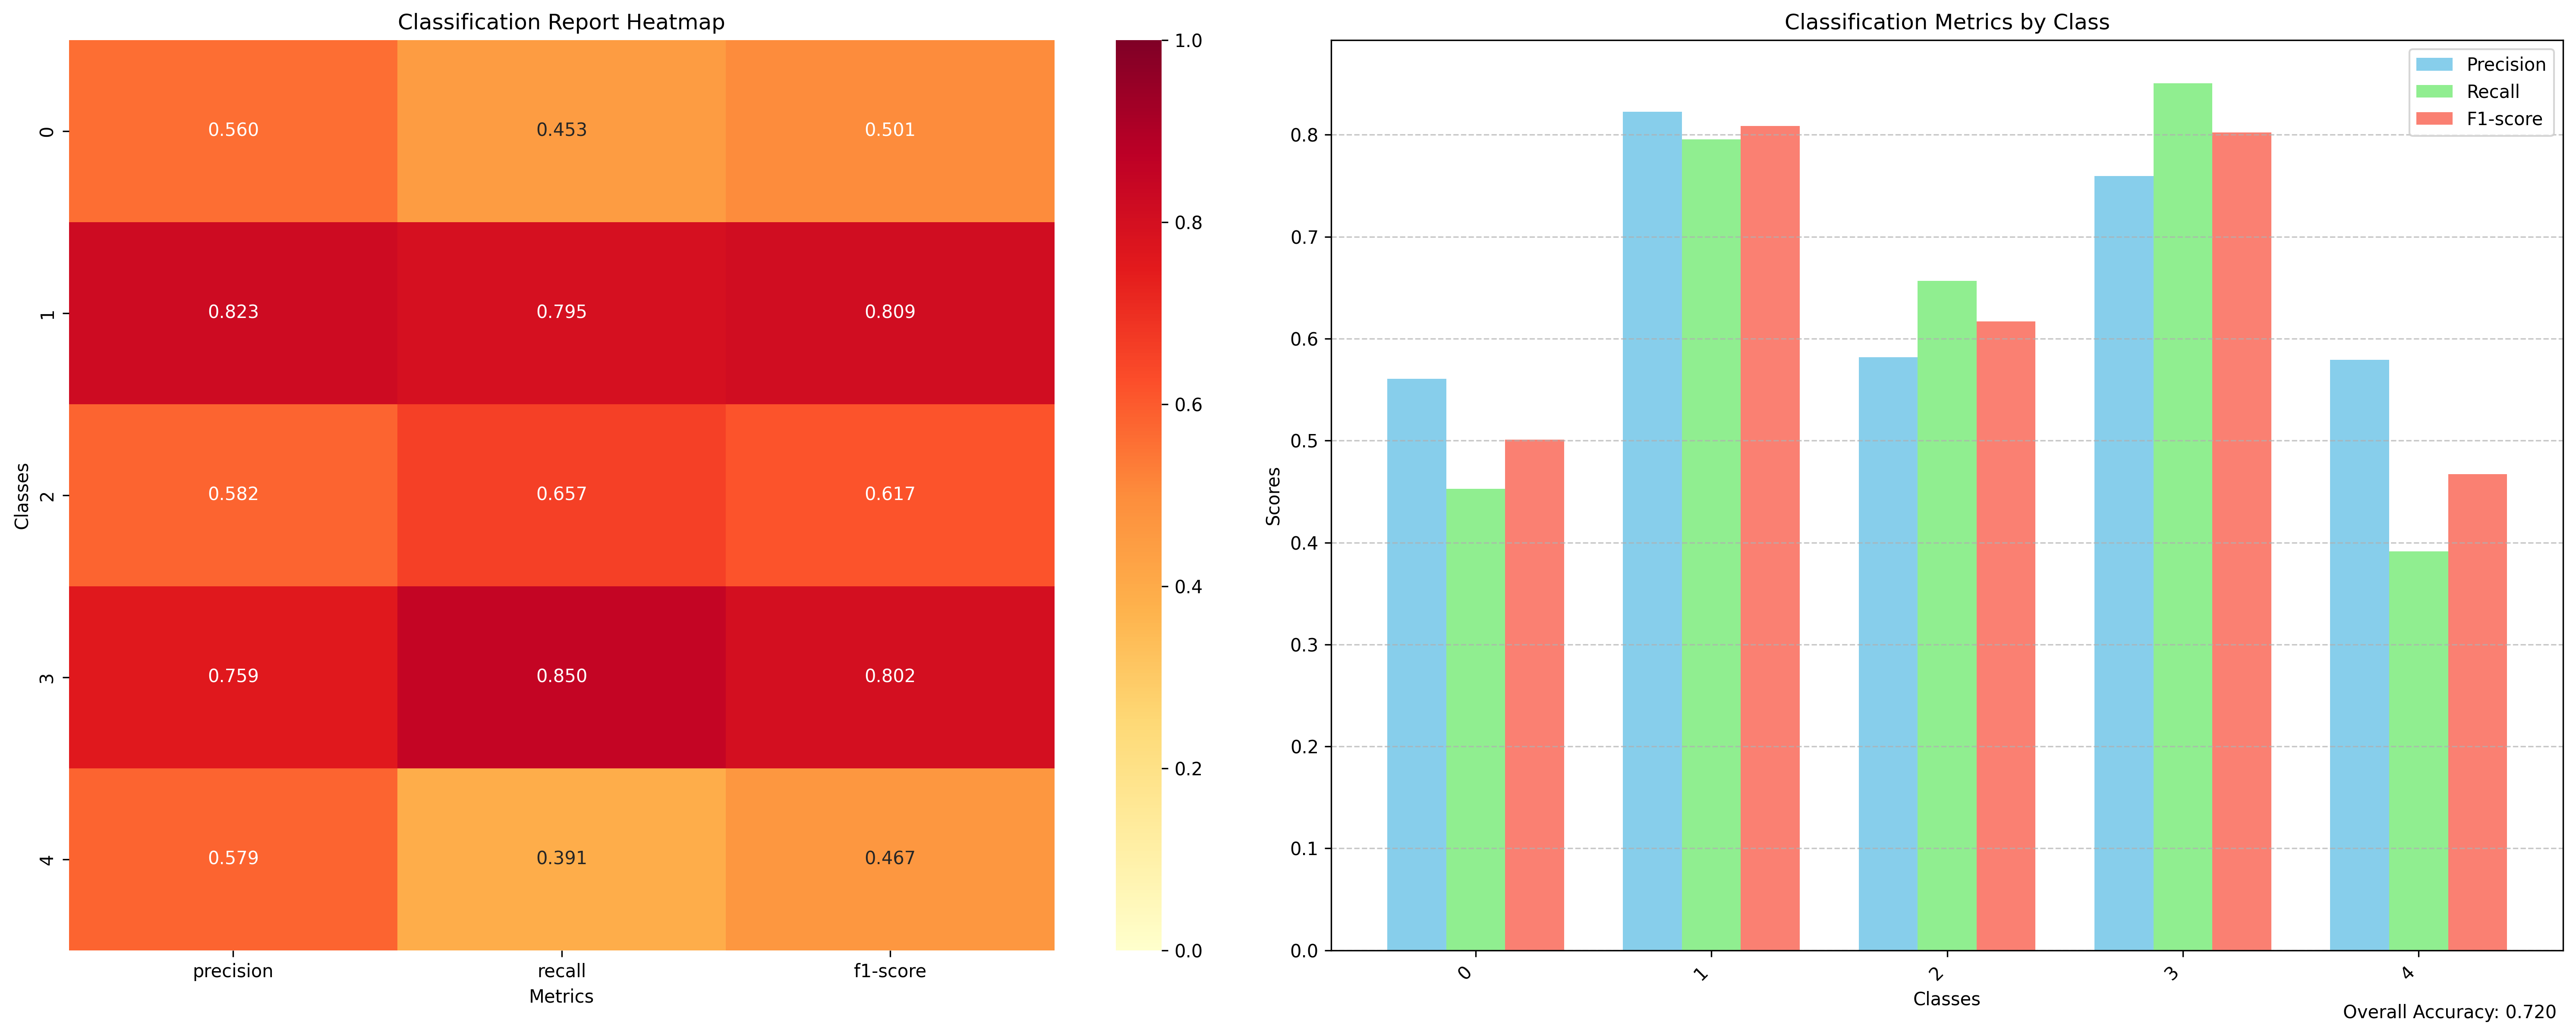 Classification Report Heatmap
Classes
0
0.560 0.453 0.501
1
0.823 0.795 0.809
2
0.582 0.657 0.617
3
0.759 0.850 0.802
4
0.579 0.391 0.467
precision recall f1-score
Metrics
1.0
0.8
0.6
0.4
0.2
0.0
Classification Metrics by Class
Precision
Recall
F1-score
Scores
0.8
0.7
0.6
0.5
0.4
0.3
0.2
0.1
0.0
0 1 2 3 4
Classes
Overall Accuracy: 0.720